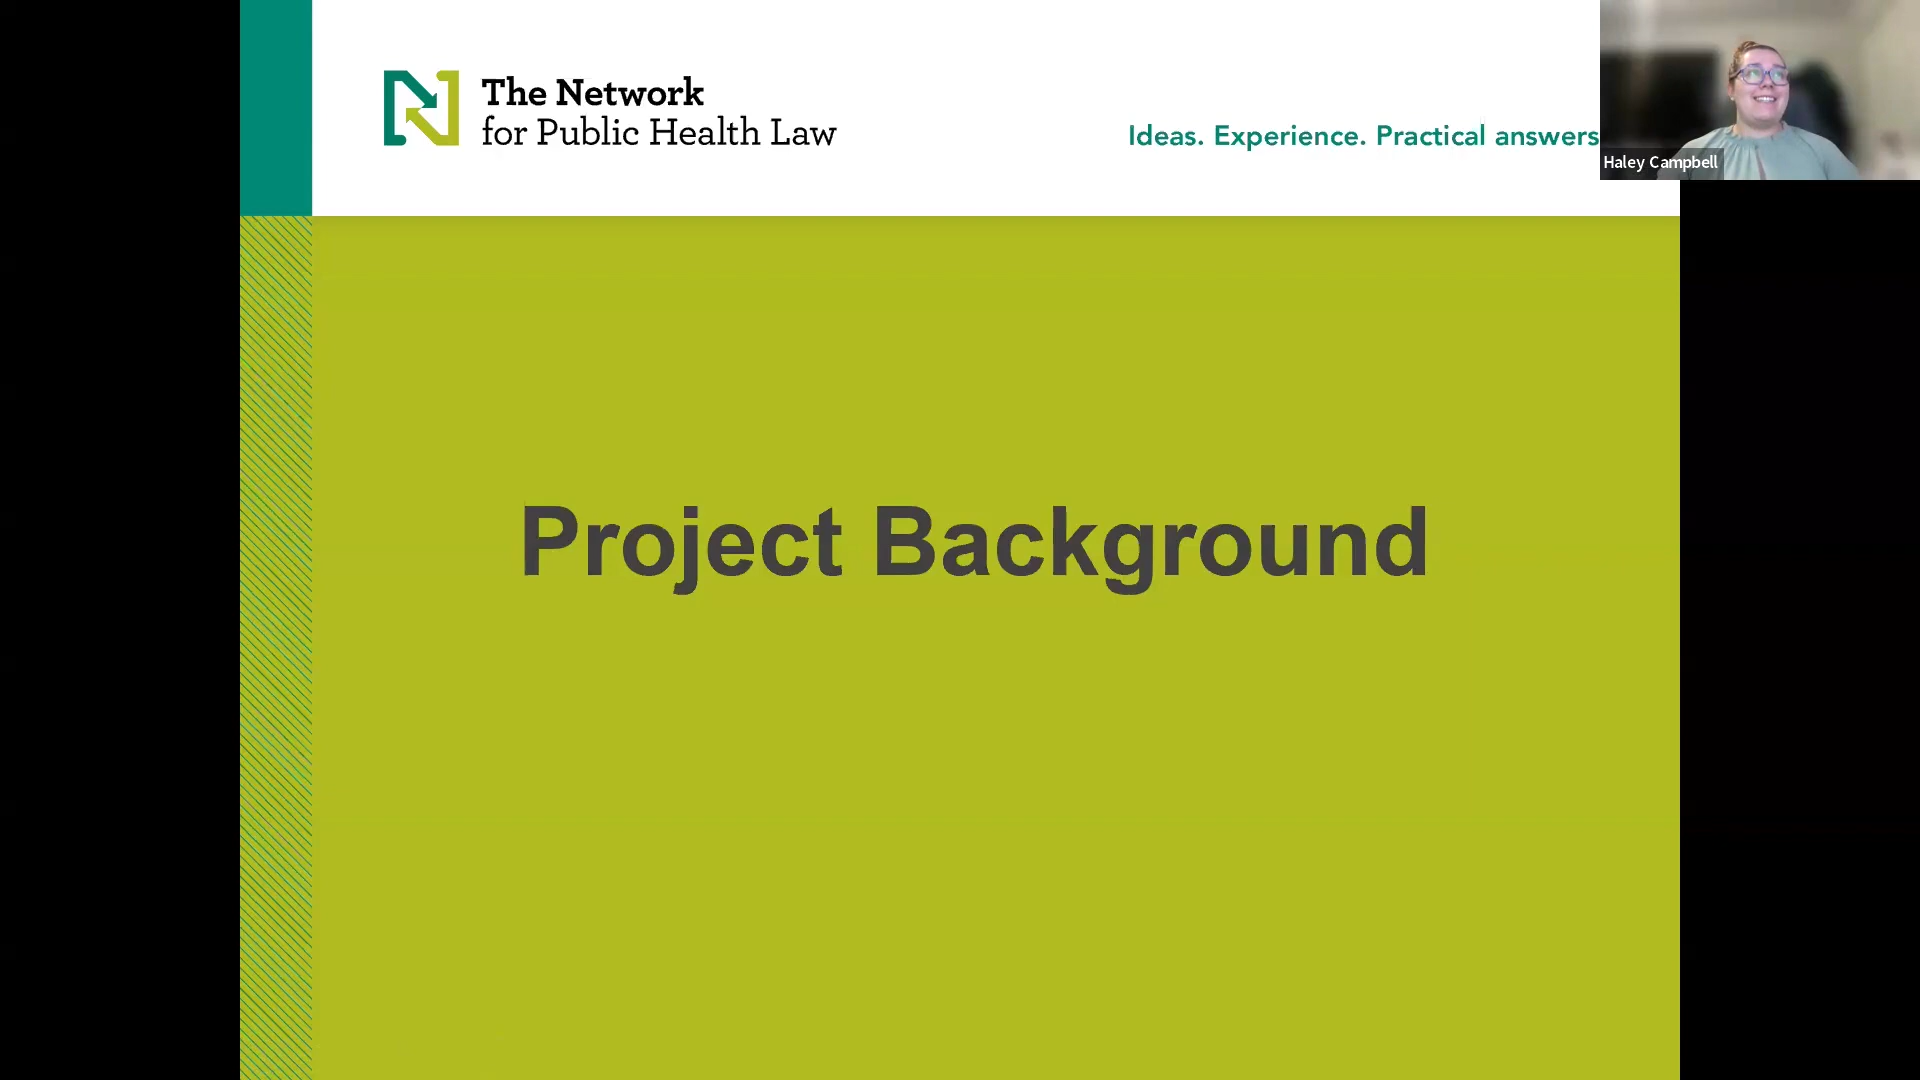 The Network
for Public Health Law
Ideas. Experience. Practical answers
Haley Campbell
Project Background